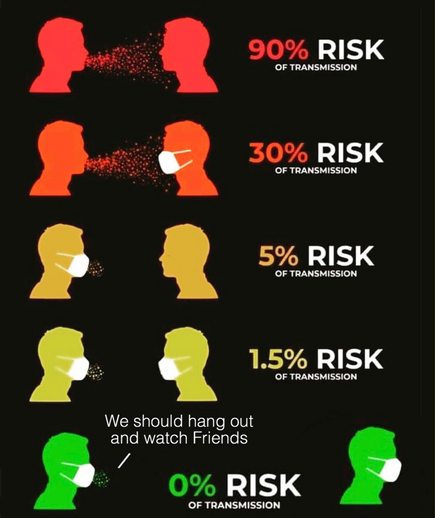 90% RISK
OF TRANSMISSION
30% RISK
OF TRANSMISSION
5% RISK
OF TRANSMISSION
1.5% RISK
OF TRANSMISSION
We should hang out
and watch Friends
0% RISK
OF TRANSMISSION